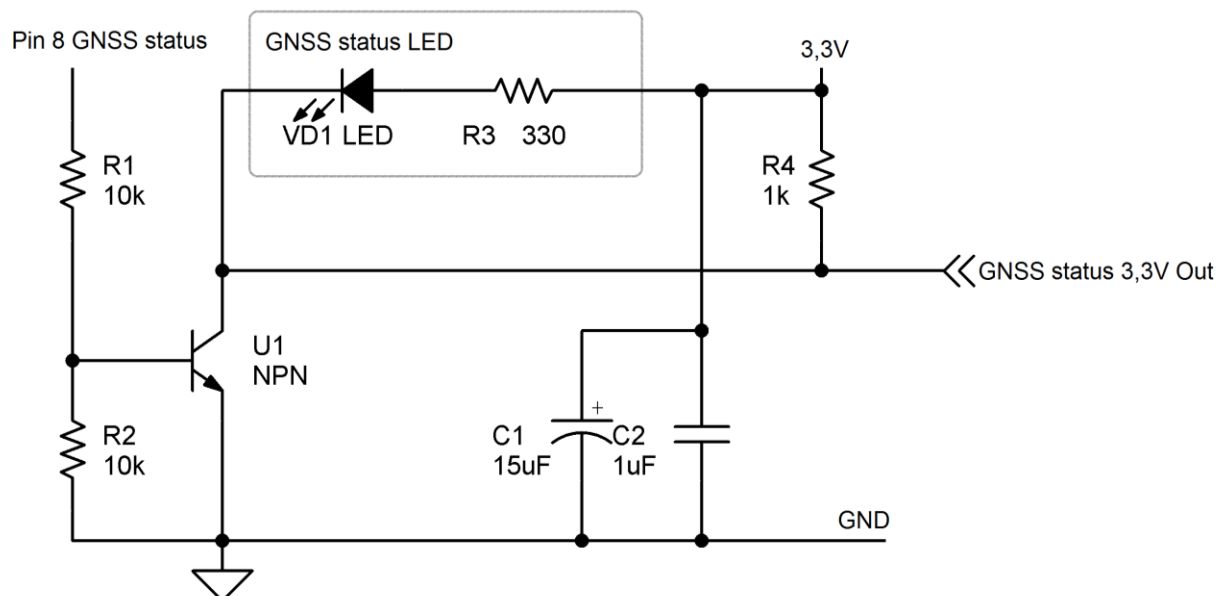 Pin 8 GNSS status
GNSS status LED
3,3V
VD1 LED
R3 330
R1
10k
R4
1k
GNSS status 3,3V Out
U1
NPN
R2
10k
+
C1
15uF
C2
1uF
GND